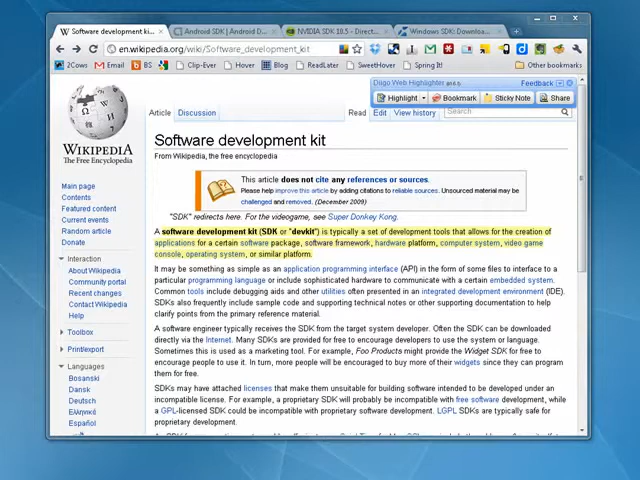 Software development ki...
Android SDK | Android D...
NVIDIA SDK 10.5 - Direct...
Windows SDK: Downloa...
en.wikipedia.org/wiki/Software_development_kit
2Cows
Email
BS
SG
Clip-Ever
Hover
Blog
ReadLater
SweetHover
Spring It!
Other bookmarks
Diigo Web Highlighter
Feedback
Highlight
Bookmark
Sticky Note
Share
WIKIPEDIA
The Free Encyclopedia
Article
Discussion
Read
Edit
View history
Search
Software development kit
From Wikipedia, the free encyclopedia
This article does not cite any references or sources.
Please help improve this article by adding citations to reliable sources. Unsourced material may be
challenged and removed. (December 2009)
"SDK" redirects here. For the videogame, see Super Donkey Kong.
A software development kit (SDK or "devkit") is typically a set of development tools that allows for the creation of
applications for a certain software package, software framework, hardware platform, computer system, video game
console, operating system, or similar platform.
It may be something as simple as an application programming interface (API) in the form of some files to interface to a
particular programming language or include sophisticated hardware to communicate with a certain embedded system.
Common tools include debugging aids and other utilities often presented in an integrated development environment (IDE).
SDKs also frequently include sample code and supporting technical notes or other supporting documentation to help
clarify points from the primary reference material.
A software engineer typically receives the SDK from the target system developer. Often the SDK can be downloaded
directly via the Internet. Many SDKs are provided for free to encourage developers to use the system or language.
Sometimes this is used as a marketing tool. For example, Foo Products might provide the Widget SDK for free to
encourage people to use it. In turn, more people will be encouraged to buy more of their widgets since they can program
them for free.
SDKs may have attached licenses that make them unsuitable for building software intended to be developed under an
incompatible license. For example, a proprietary SDK will probably be incompatible with free software development, while
a GPL-licensed SDK could be incompatible with proprietary software development. LGPL SDKs are typically safe for
proprietary development.
Main page
Contents
Featured content
Current events
Random article
Donate
Interaction
About Wikipedia
Community portal
Recent changes
Contact Wikipedia
Help
Toolbox
Print/export
Languages
Bosanski
Dansk
Deutsch
Ελληνικά
Español